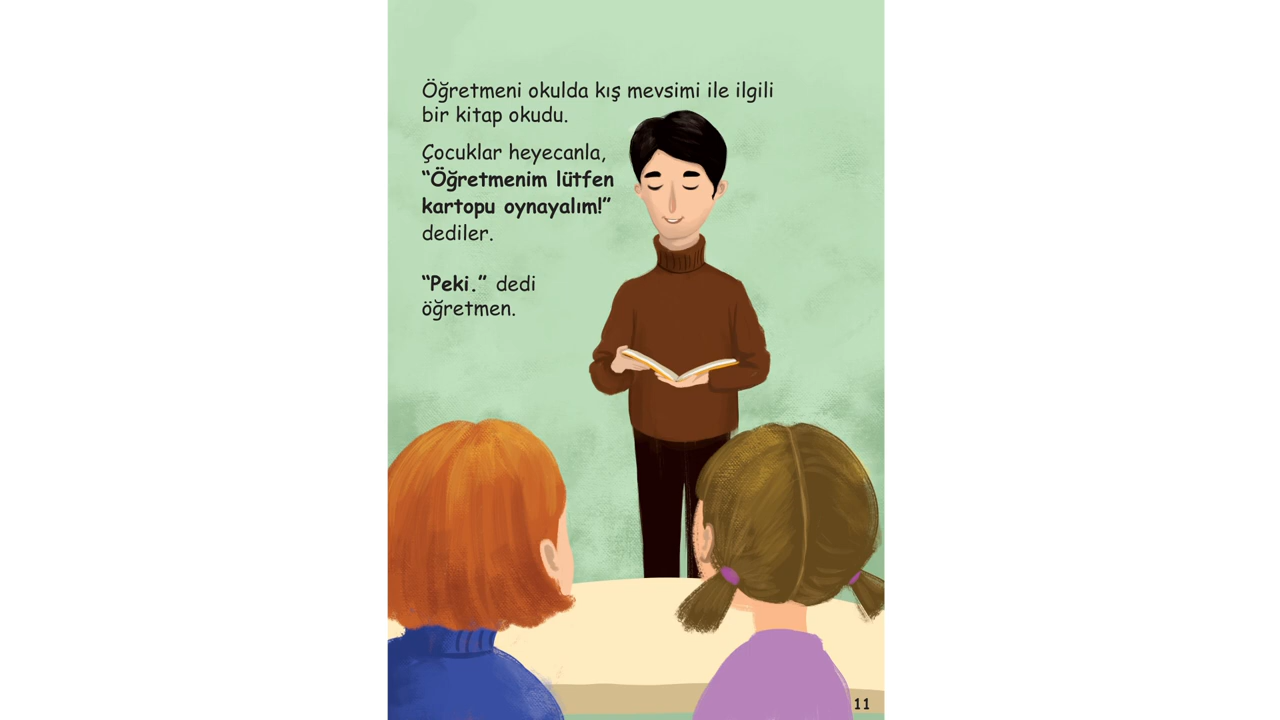 Öğretmeni okulda kış mevsimi ile ilgili
bir kitap okudu.
Çocuklar heyecanla,
“Öğretmenim lütfen
kartopu oynayalım!”
dediler.
“Peki.” dedi
öğretmen.
11